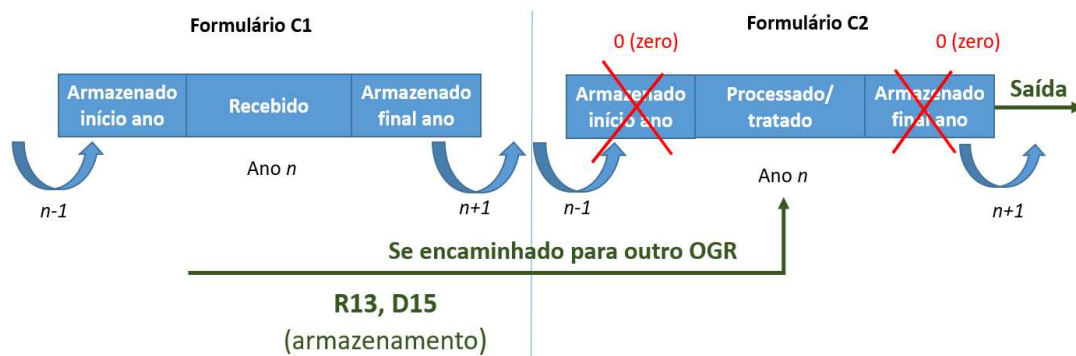 Formulário C1
Armazenado
início ano
Recebido
Armazenado
final ano
Ano n
n-1
n+1
Formulário C2
0 (zero)
0 (zero)
Armazenado
início ano
Processado/
tratado
Armazenado
final ano
Saída
Ano n
n-1
n+1
Se encaminhado para outro OGR
R13, D15
(armazenamento)